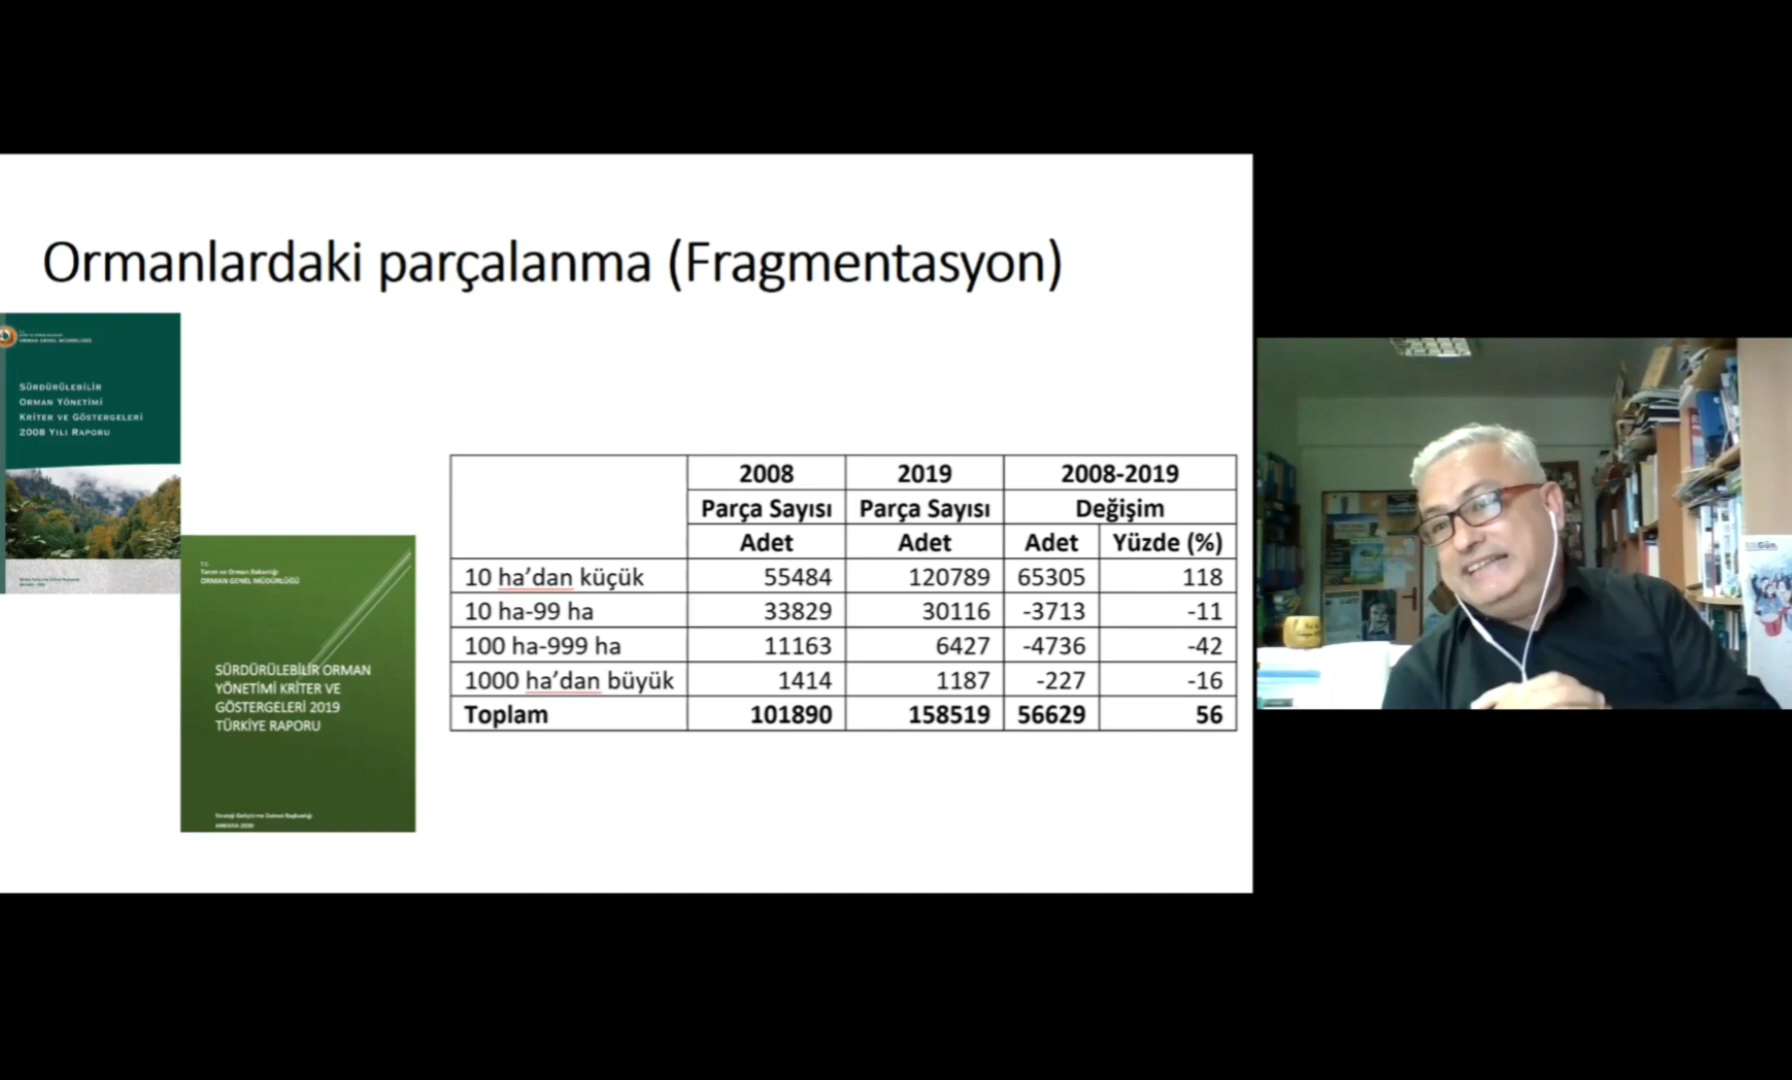 Ormanlardaki parçalanma (Fragmentasyon)
ORMAN GENEL MÜDÜRLÜĞÜ
SÜRDÜRÜLEBİLİR
ORMAN YÖNETİMİ
KRİTER VE GÖSTERGELERİ
2008 YILI RAPORU
T.C.
Tarım ve Orman Bakanlığı
ORMAN GENEL MÜDÜRLÜĞÜ
SÜRDÜRÜLEBİLİR ORMAN
YÖNETİMİ KRİTER VE
GÖSTERGELERİ 2019
TÜRKİYE RAPORU
Strateji Geliştirme Dairesi Başkanlığı
2008 2019 2008-2019
Parça Sayısı Parça Sayısı Değişim
Adet Adet Adet Yüzde (%)
10 ha’dan küçük 55484 120789 65305 118
10 ha-99 ha 33829 30116 -3713 -11
100 ha-999 ha 11163 6427 -4736 -42
1000 ha’dan büyük 1414 1187 -227 -16
Toplam 101890 158519 56629 56